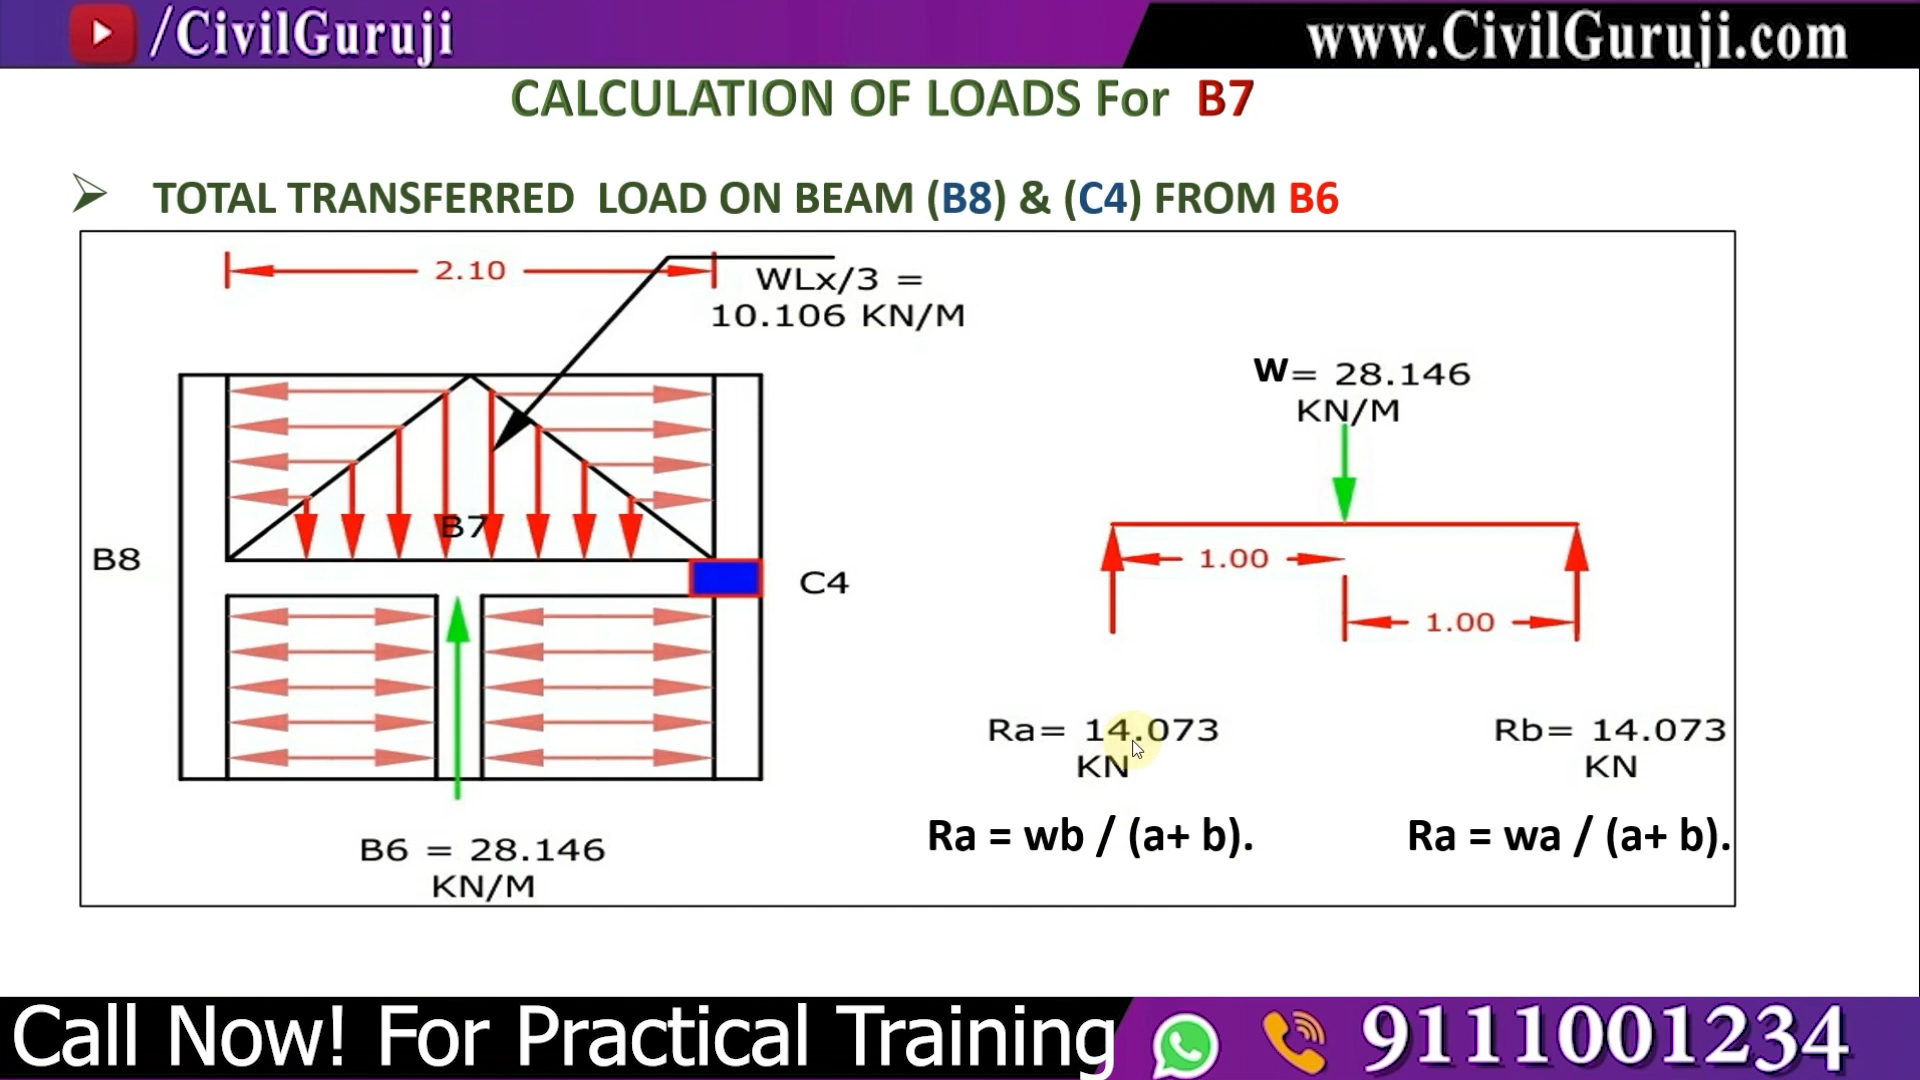 /CivilGuruji
www.CivilGuruji.com
CALCULATION OF LOADS For B7
TOTAL TRANSFERRED LOAD ON BEAM (B8) & (C4) FROM B6
2.10
WLx/3 =
10.106 KN/M
W= 28.146
KN/M
B7
B8
C4
1.00
1.00
Ra= 14.073
KN
Rb= 14.073
KN
Ra = wb / (a+ b).
Ra = wa / (a+ b).
B6 = 28.146
KN/M
Call Now! For Practical Training
9111001234